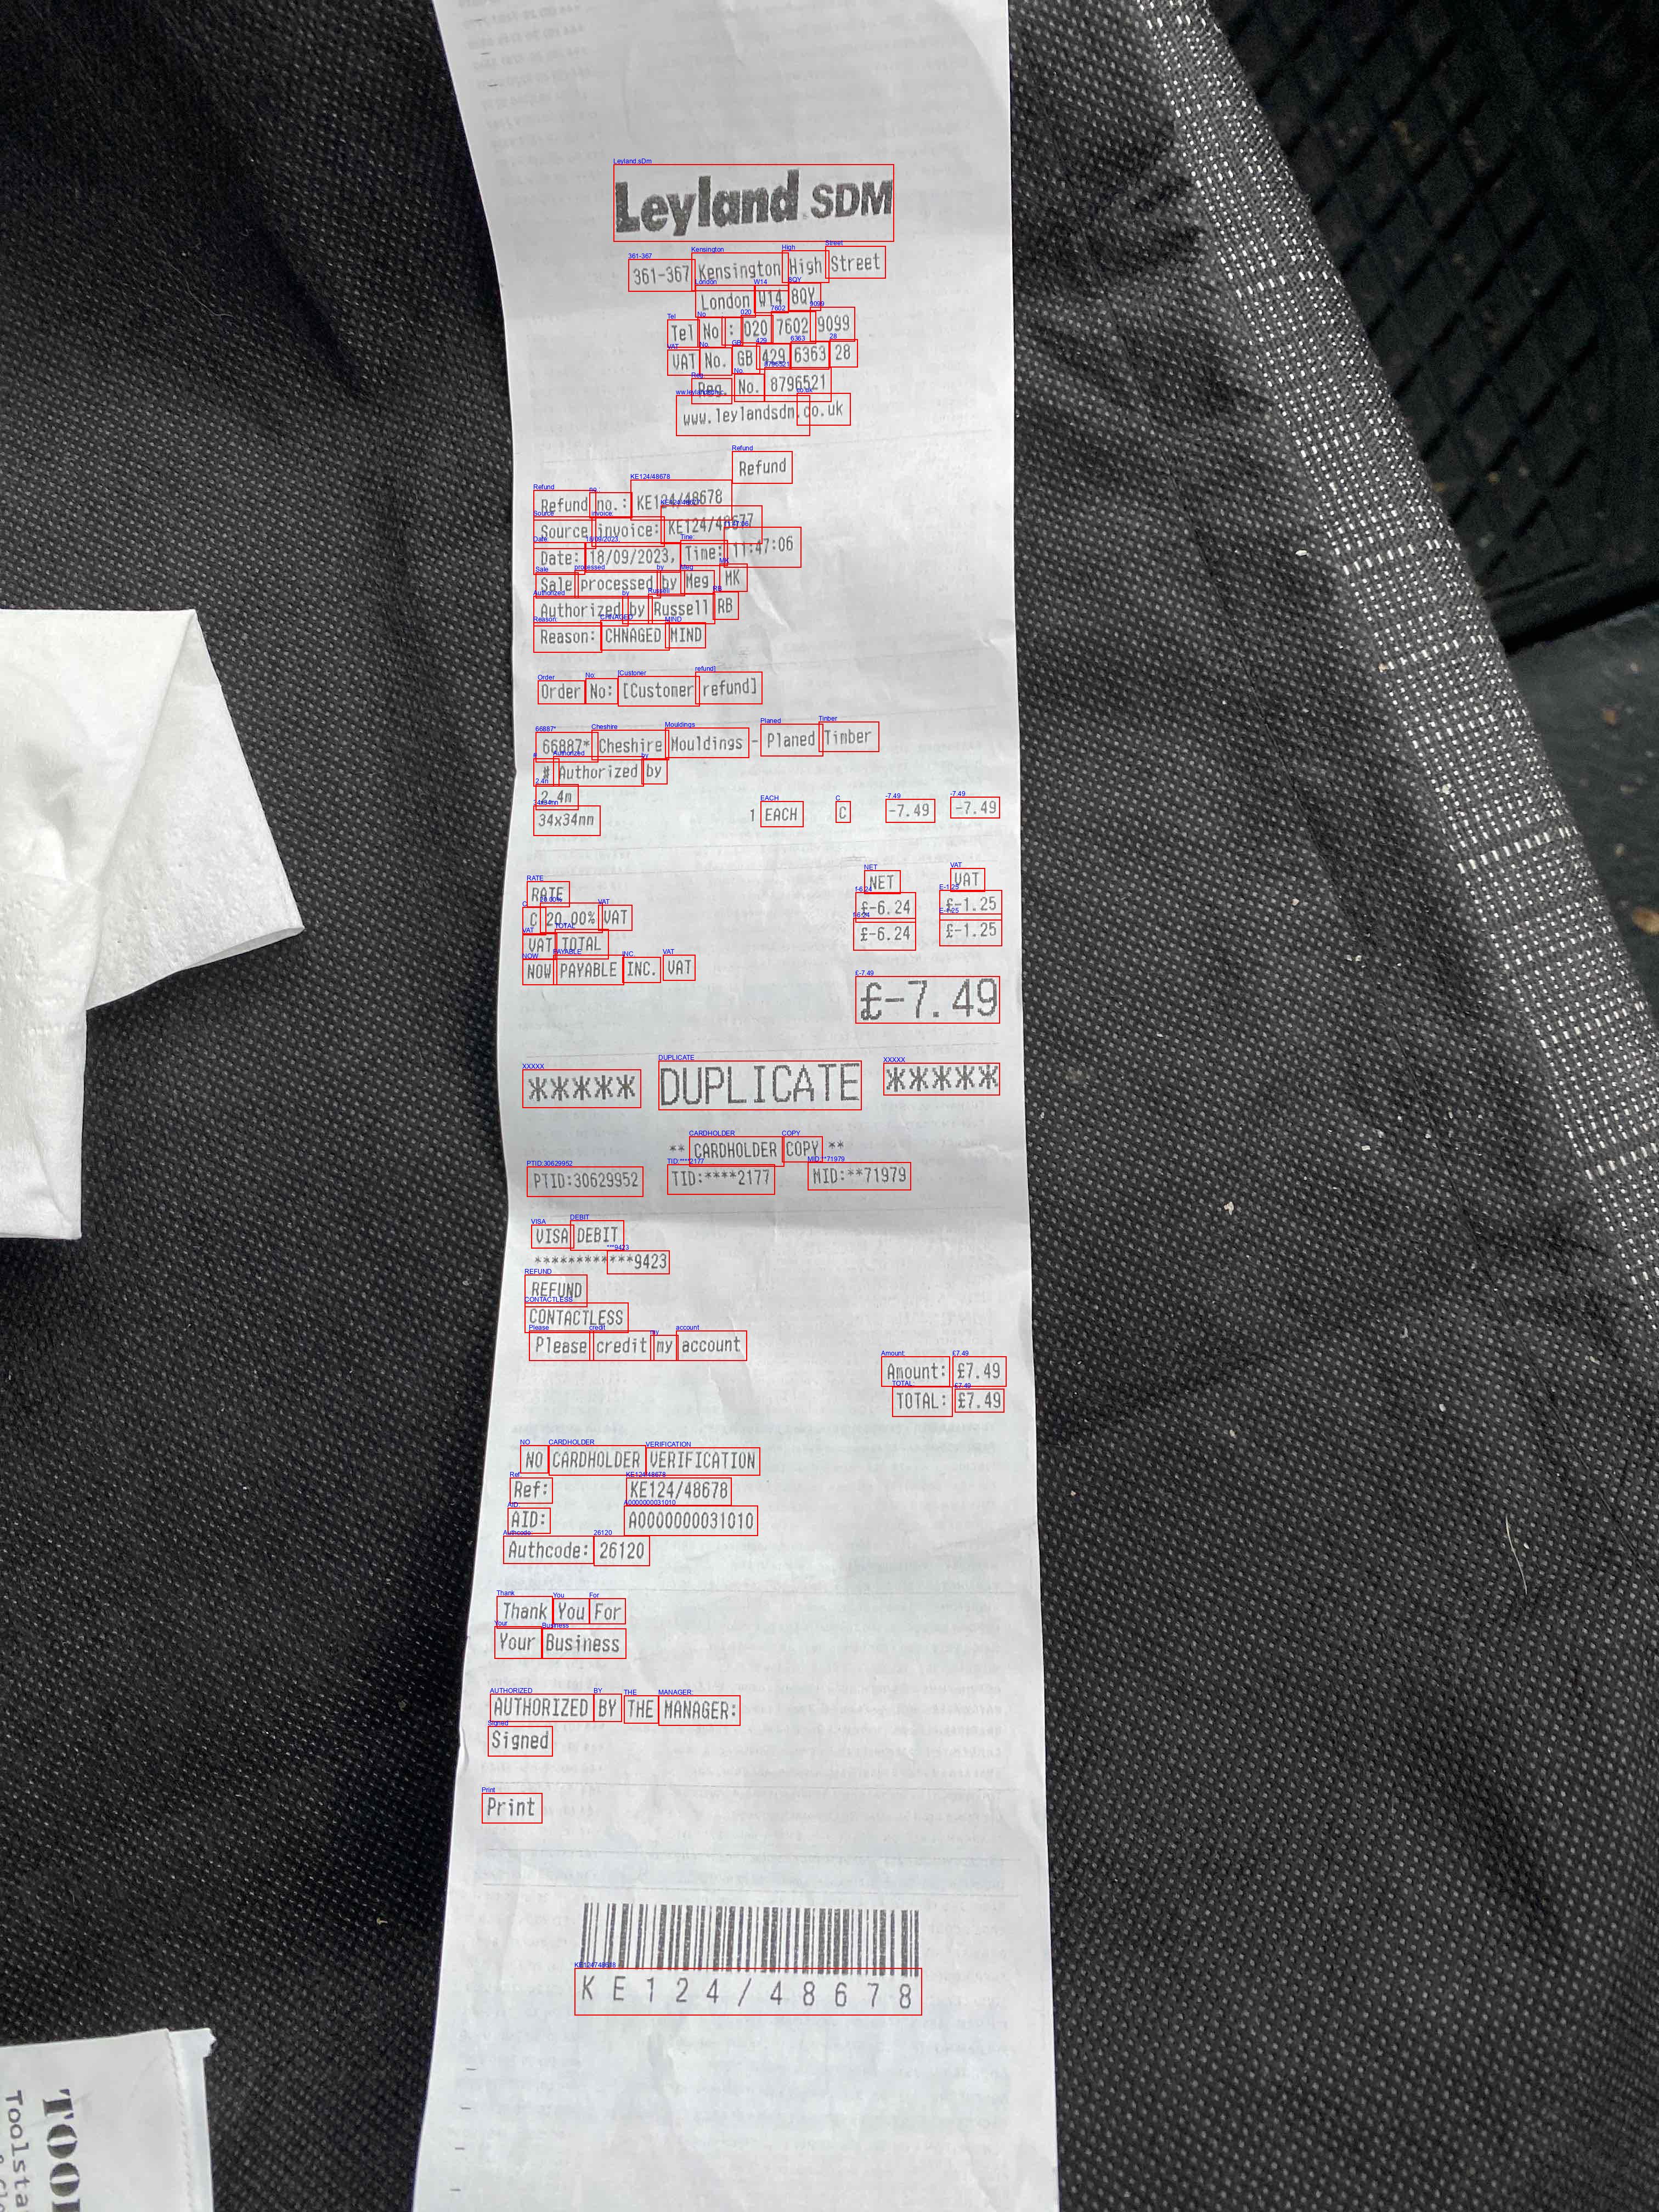 Leyland SDM
361-367 Kensington High Street
London W14 8QY
Tel No : 020 7602 9099
VAT No. GB 429 6363 28
Reg. No. 8796521
www.leylandsdm.co.uk
Refund
Refund no.: KE124/48678
Source invoice: KE124/48677
Date: 18/09/2023, Time: 11:47:06
Sale processed by Meg MK
Authorized by Russell RB
Reason: CHNAGED MIND
Order No: [Customer refund]
66887* Cheshire Mouldings - Planed Timber
# Authorized by
2.4m
34x34mm 1 EACH C -7.49 -7.49
RATE NET VAT
C 20.00% VAT £-6.24 £-1.25
VAT TOTAL £-6.24 £-1.25
NOW PAYABLE INC. VAT £-7.49
***** DUPLICATE *****
** CARDHOLDER COPY **
PTID:30629952 TID:****2177 MID:**71979
VISA DEBIT
************9423
REFUND
CONTACTLESS
Please credit my account
Amount: £7.49
TOTAL: £7.49
NO CARDHOLDER VERIFICATION
Ref: KE124/48678
AID: A0000000031010
Authcode: 26120
Thank You For
Your Business
AUTHORIZED BY THE MANAGER:
Signed
Print
KE124/48678
TOOL
Toolsta